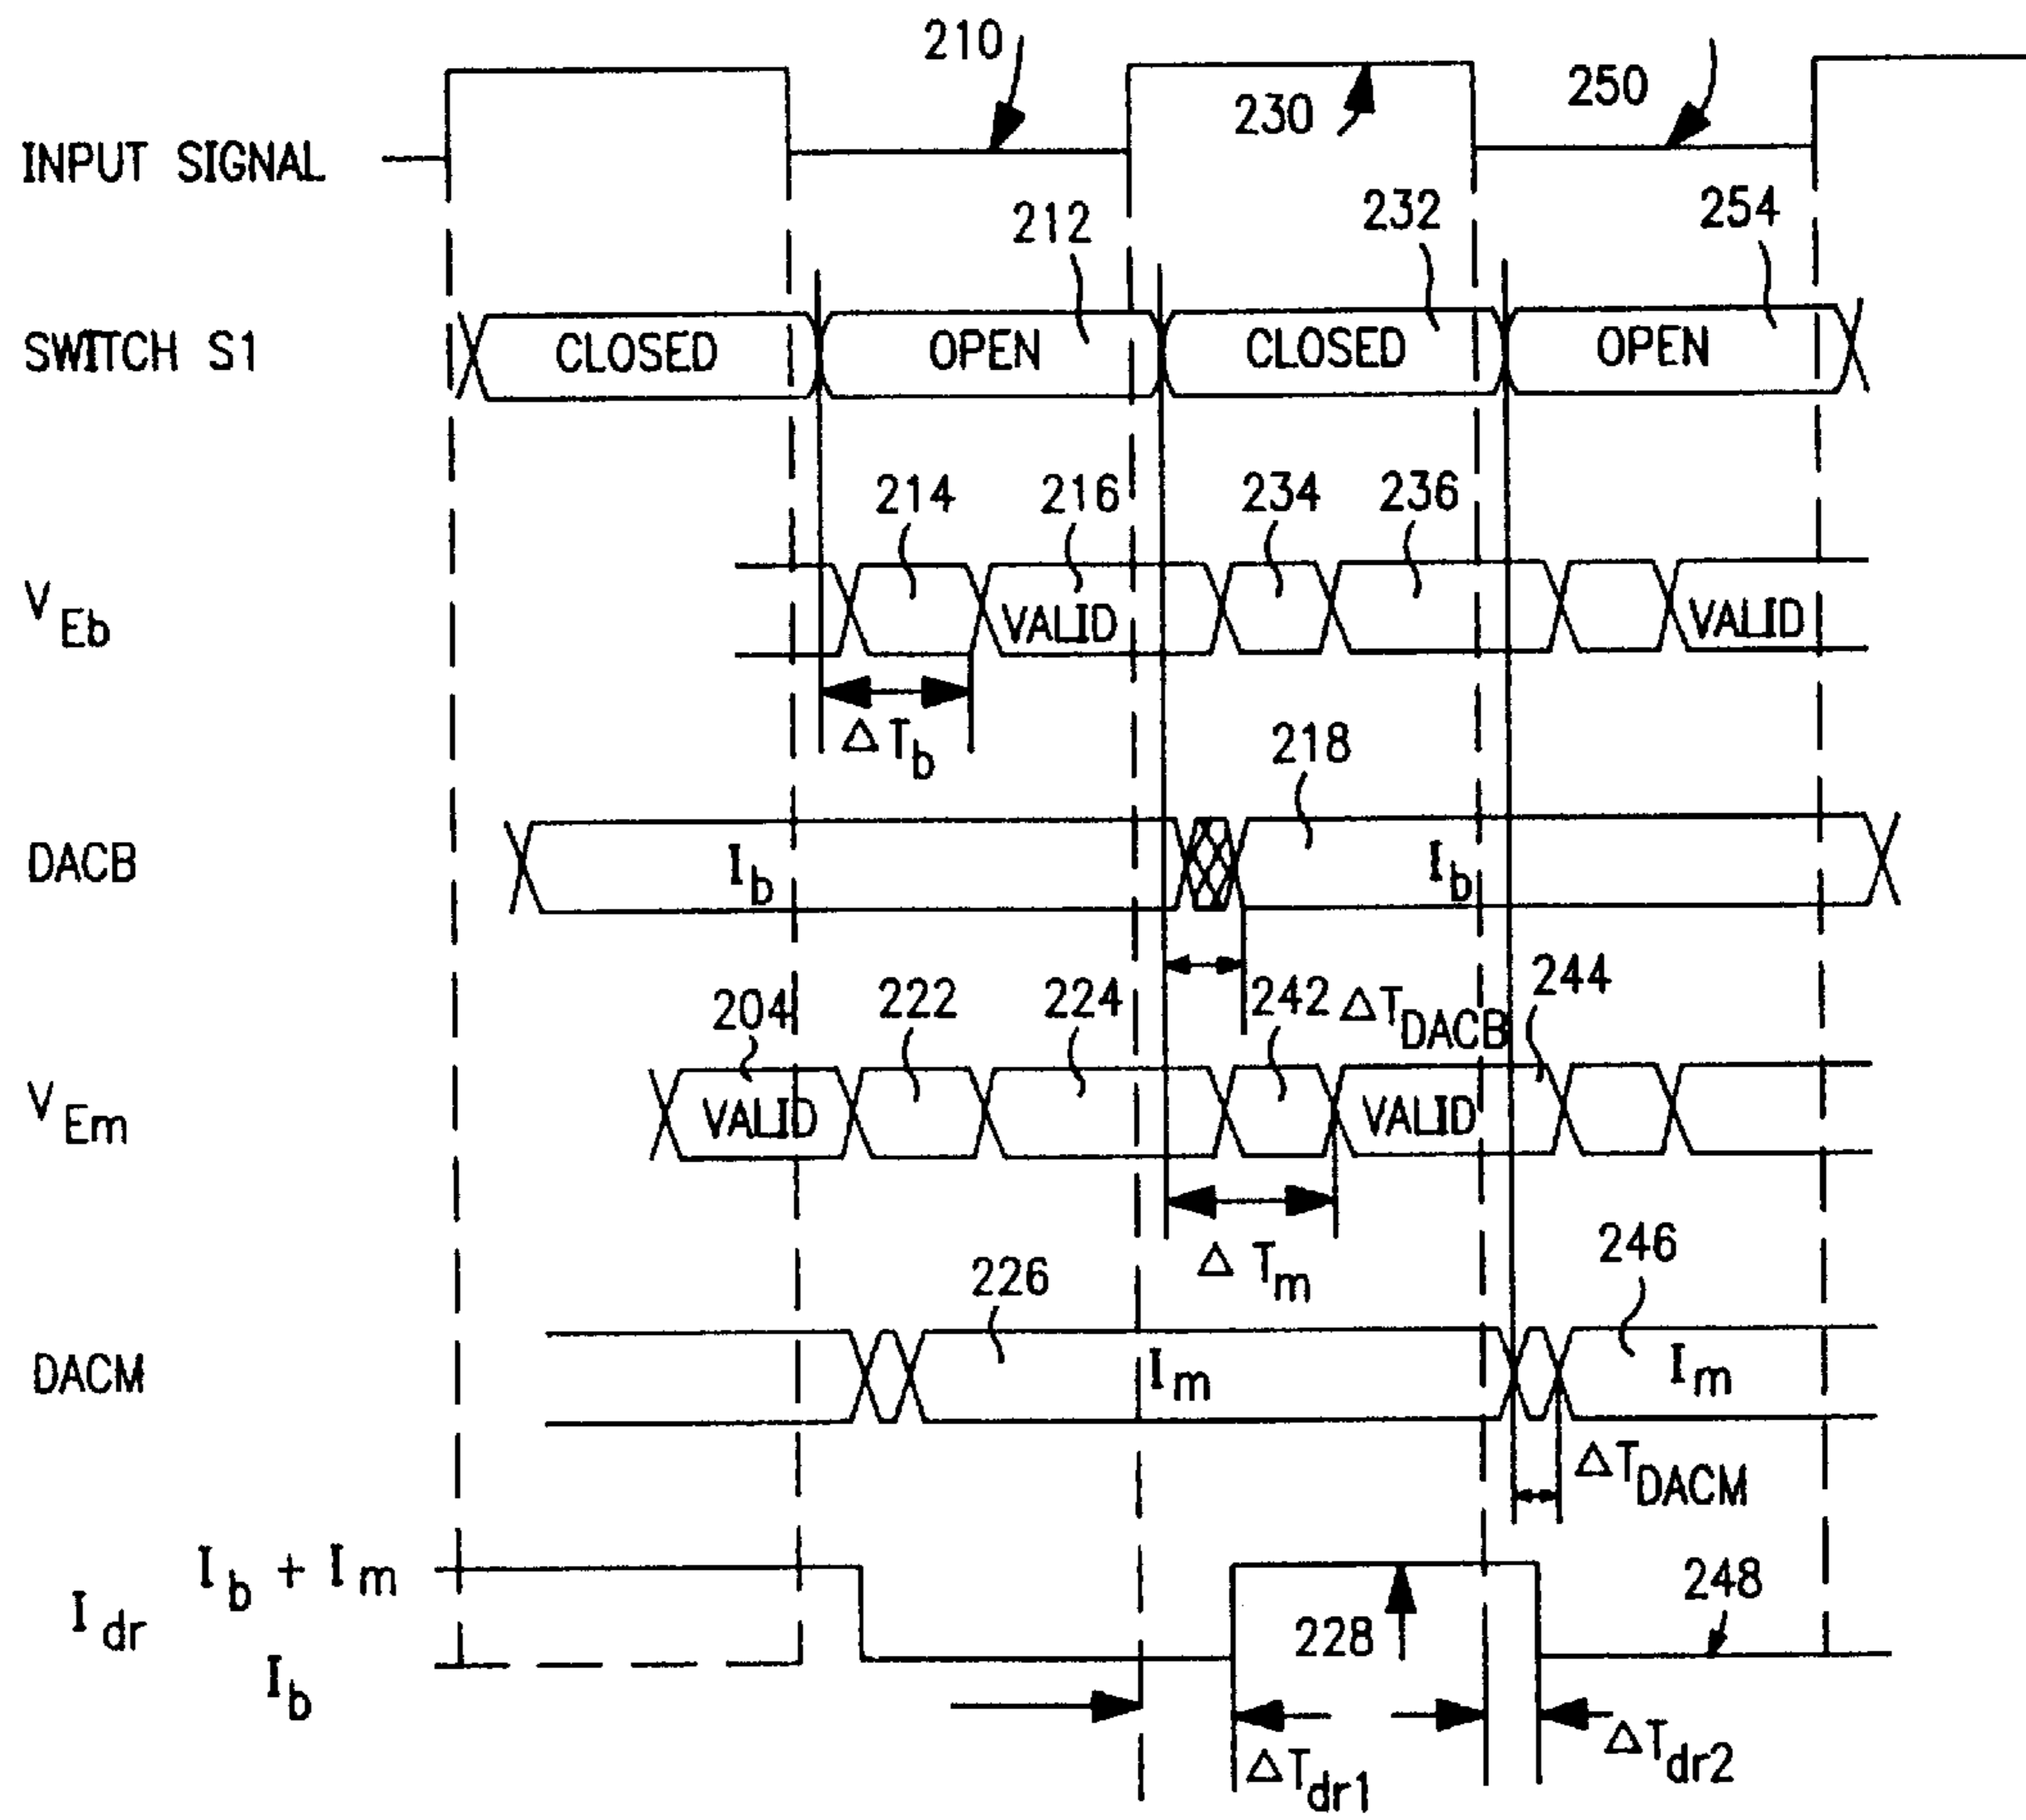 210
230
250
INPUT SIGNAL
212
232
254
SWITCH S1
CLOSED
OPEN
CLOSED
OPEN
214
216
234
236
V Eb
VALID
VALID
Δ T b
218
DACB
I b
I b
204
222
224
242
Δ T DACB
244
V Em
VALID
VALID
Δ T m
226
246
DACM
I m
I m
Δ T DACM
I b + I m
I dr
228
248
I b
Δ T dr1
Δ T dr2